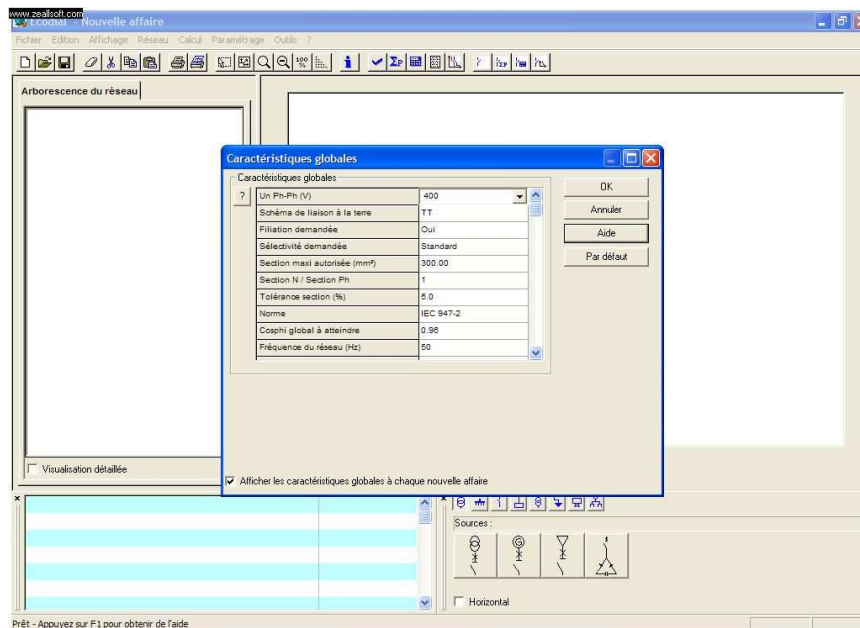 www.zeallsoft.com
Ecodial - Nouvelle affaire
Fichier Edition Affichage Réseau Calcul Paramétrage Outils ?
100 %
Arborescence du réseau
Visualisation détaillée
Caractéristiques globales
Caractéristiques globales
?
Un Ph-Ph (V) 400
Schéma de liaison à la terre TT
Filiation demandée Oui
Sélectivité demandée Standard
Section maxi autorisée (mm²) 300.00
Section N / Section Ph 1
Tolérance section (%) 5.0
Norme IEC 947-2
Cosphi global à atteindre 0.96
Fréquence du réseau (Hz) 50
OK
Annuler
Aide
Par défaut
Afficher les caractéristiques globales à chaque nouvelle affaire
Sources :
Horizontal
Prêt - Appuyez sur F1 pour obtenir de l'aide